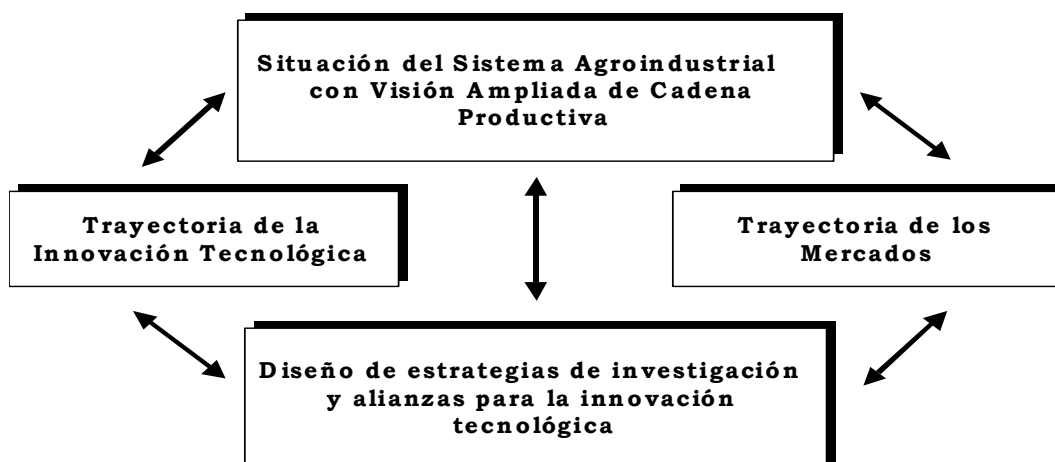 Situación del Sistema Agroindustrial
con Visión Ampliada de Cadena
Productiva
Trayectoria de la
Innovación Tecnológica
Trayectoria de los
Mercados
Diseño de estrategias de investigación
y alianzas para la innovación
tecnológica